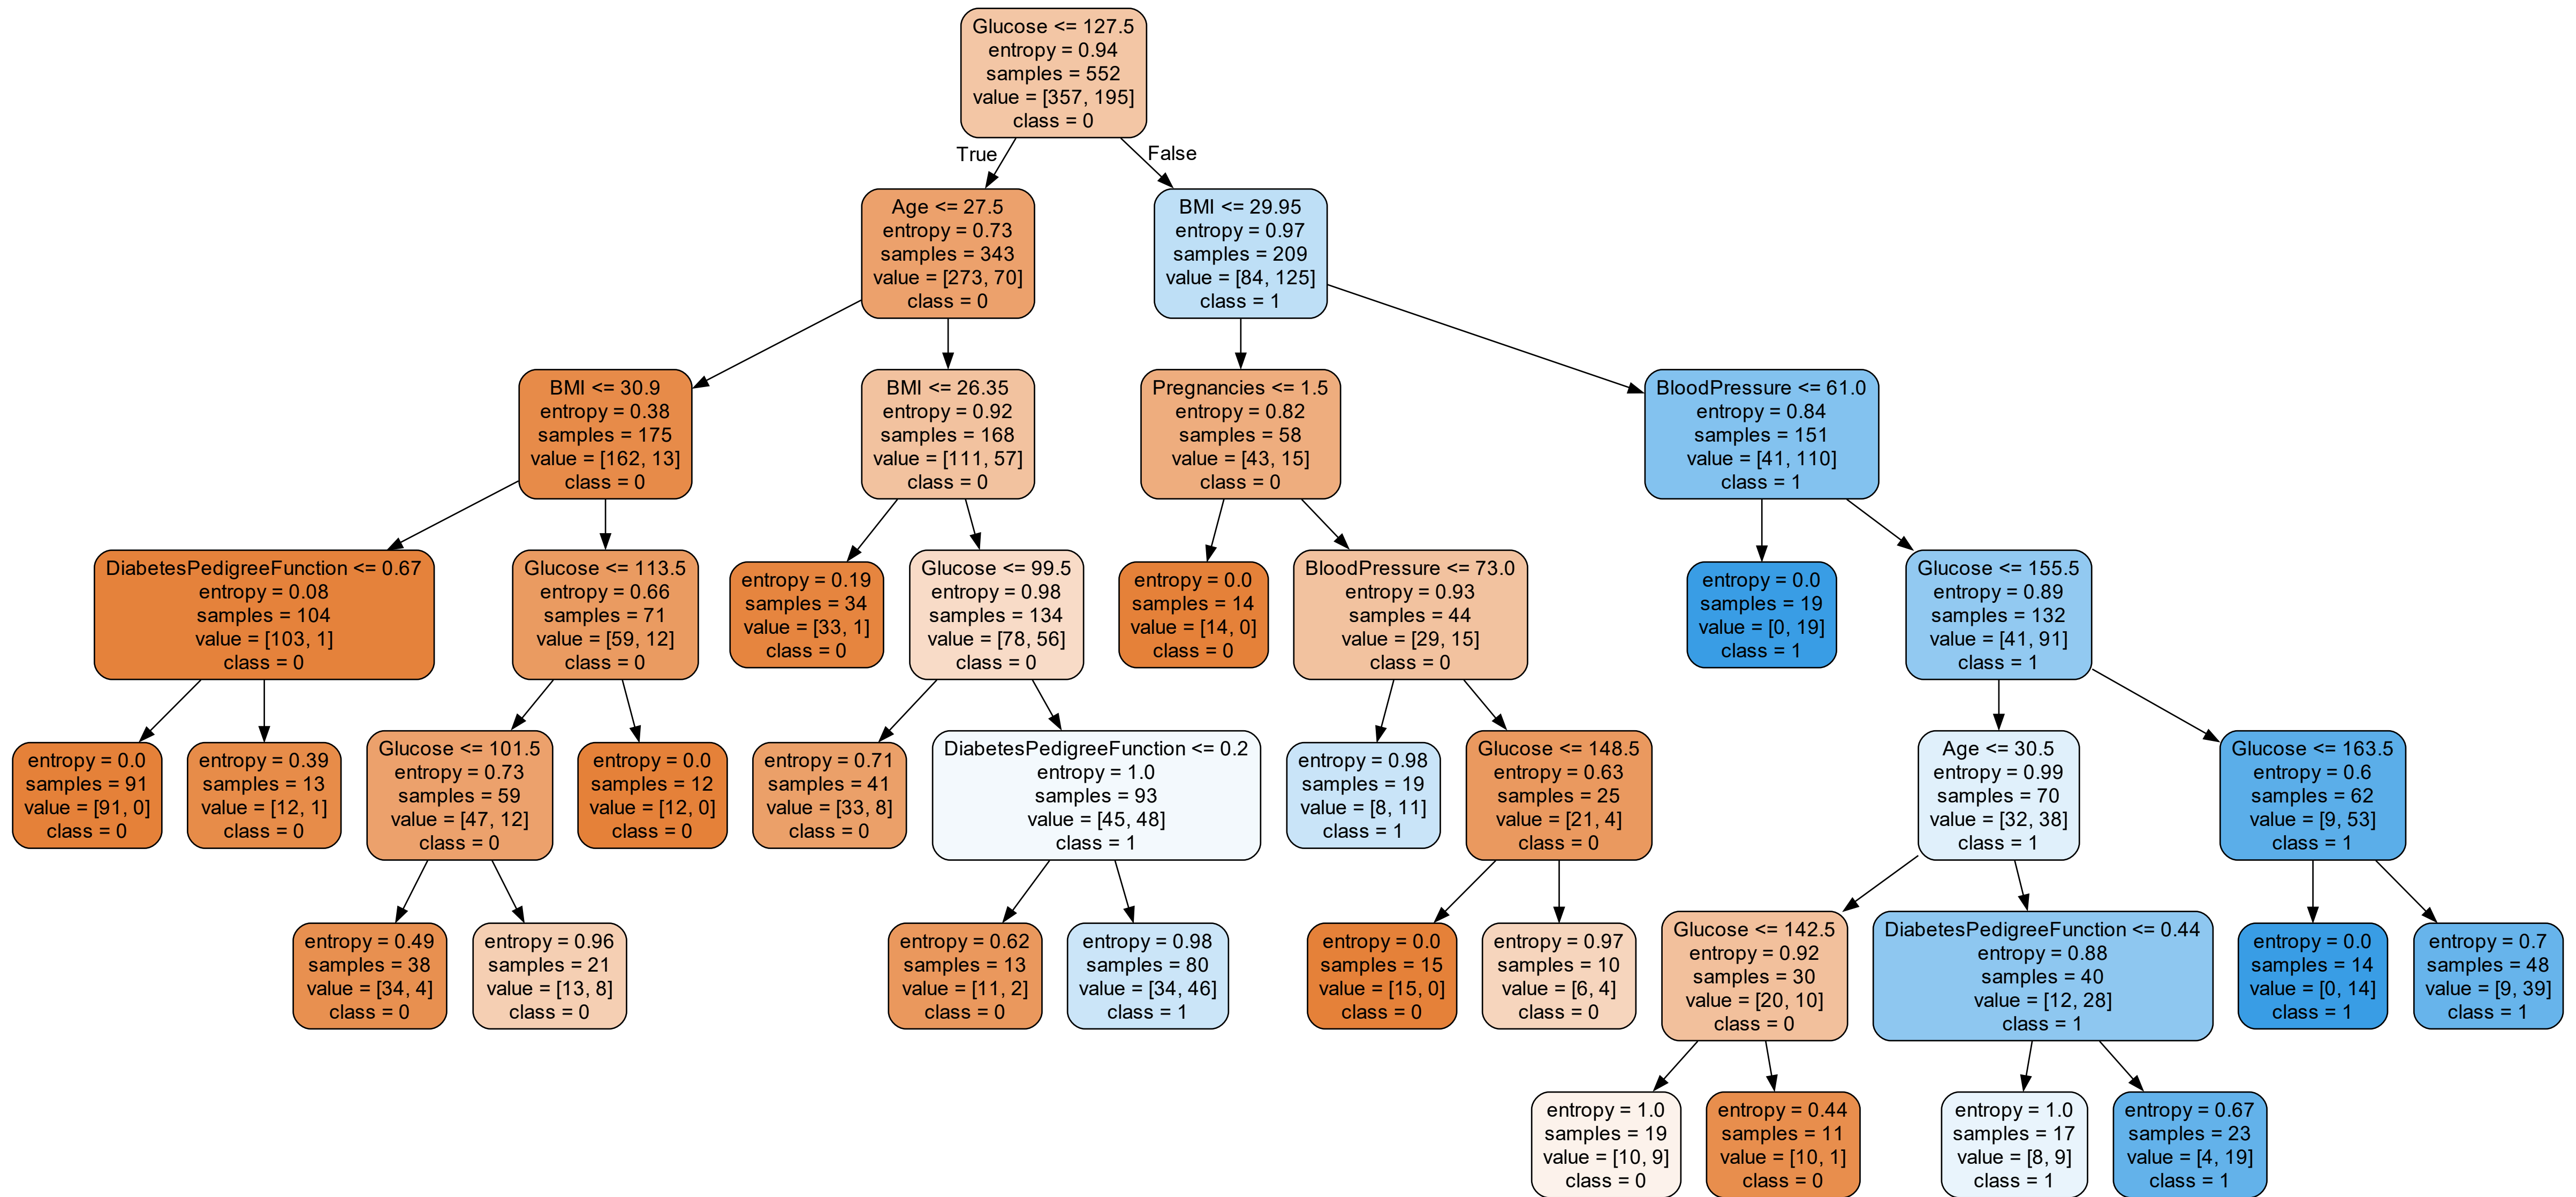 Glucose <= 127.5
entropy = 0.94
samples = 552
value = [357, 195]
class = 0
True
False
Age <= 27.5
entropy = 0.73
samples = 343
value = [273, 70]
class = 0
BMI <= 29.95
entropy = 0.97
samples = 209
value = [84, 125]
class = 1
BMI <= 30.9
entropy = 0.38
samples = 175
value = [162, 13]
class = 0
BMI <= 26.35
entropy = 0.92
samples = 168
value = [111, 57]
class = 0
Pregnancies <= 1.5
entropy = 0.82
samples = 58
value = [43, 15]
class = 0
BloodPressure <= 61.0
entropy = 0.84
samples = 151
value = [41, 110]
class = 1
DiabetesPedigreeFunction <= 0.67
entropy = 0.08
samples = 104
value = [103, 1]
class = 0
Glucose <= 113.5
entropy = 0.66
samples = 71
value = [59, 12]
class = 0
entropy = 0.19
samples = 34
value = [33, 1]
class = 0
Glucose <= 99.5
entropy = 0.98
samples = 134
value = [78, 56]
class = 0
entropy = 0.0
samples = 14
value = [14, 0]
class = 0
BloodPressure <= 73.0
entropy = 0.93
samples = 44
value = [29, 15]
class = 0
entropy = 0.0
samples = 19
value = [0, 19]
class = 1
Glucose <= 155.5
entropy = 0.89
samples = 132
value = [41, 91]
class = 1
entropy = 0.0
samples = 91
value = [91, 0]
class = 0
entropy = 0.39
samples = 13
value = [12, 1]
class = 0
Glucose <= 101.5
entropy = 0.73
samples = 59
value = [47, 12]
class = 0
entropy = 0.0
samples = 12
value = [12, 0]
class = 0
entropy = 0.71
samples = 41
value = [33, 8]
class = 0
DiabetesPedigreeFunction <= 0.2
entropy = 1.0
samples = 93
value = [45, 48]
class = 1
entropy = 0.98
samples = 19
value = [8, 11]
class = 1
Glucose <= 148.5
entropy = 0.63
samples = 25
value = [21, 4]
class = 0
Age <= 30.5
entropy = 0.99
samples = 70
value = [32, 38]
class = 1
Glucose <= 163.5
entropy = 0.6
samples = 62
value = [9, 53]
class = 1
entropy = 0.49
samples = 38
value = [34, 4]
class = 0
entropy = 0.96
samples = 21
value = [13, 8]
class = 0
entropy = 0.62
samples = 13
value = [11, 2]
class = 0
entropy = 0.98
samples = 80
value = [34, 46]
class = 1
entropy = 0.0
samples = 15
value = [15, 0]
class = 0
entropy = 0.97
samples = 10
value = [6, 4]
class = 0
Glucose <= 142.5
entropy = 0.92
samples = 30
value = [20, 10]
class = 0
DiabetesPedigreeFunction <= 0.44
entropy = 0.88
samples = 40
value = [12, 28]
class = 1
entropy = 0.0
samples = 14
value = [0, 14]
class = 1
entropy = 0.7
samples = 48
value = [9, 39]
class = 1
entropy = 1.0
samples = 19
value = [10, 9]
class = 0
entropy = 0.44
samples = 11
value = [10, 1]
class = 0
entropy = 1.0
samples = 17
value = [8, 9]
class = 1
entropy = 0.67
samples = 23
value = [4, 19]
class = 1